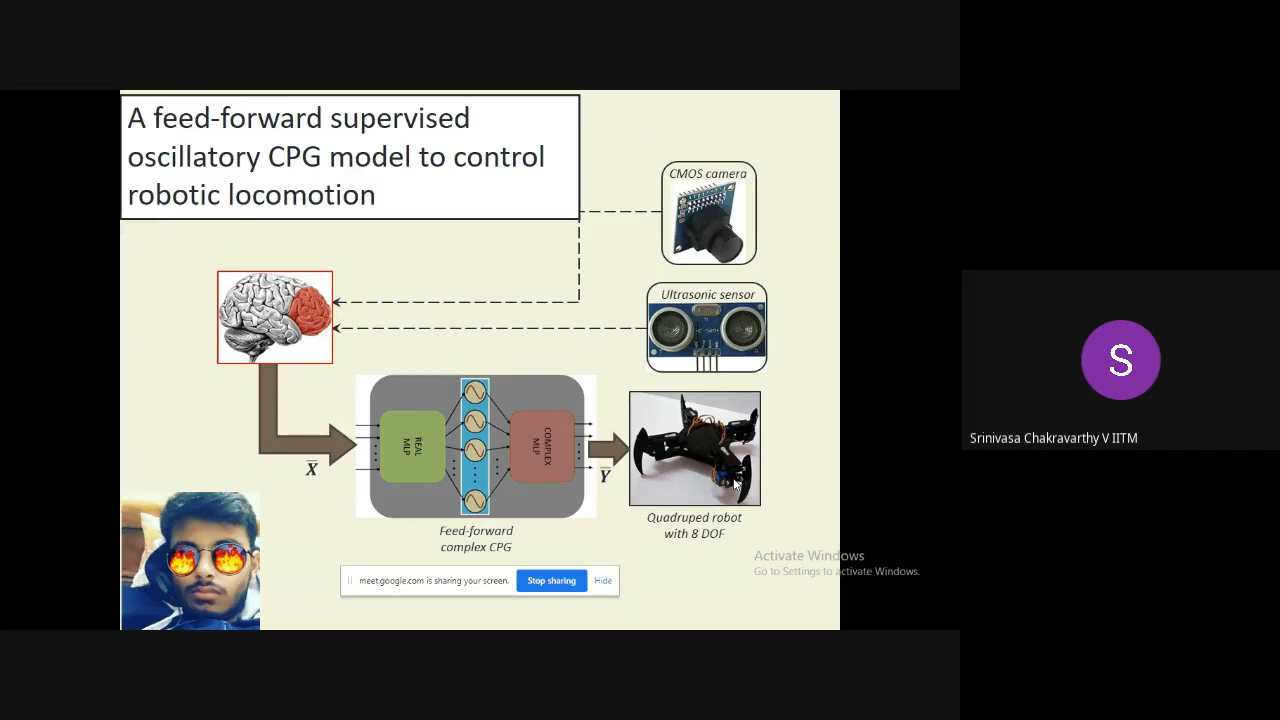 A feed-forward supervised
oscillatory CPG model to control
robotic locomotion
CMOS camera
Ultrasonic sensor
HC-SR04
REAL
MLP
COMPLEX
MLP
X
Y
Feed-forward
complex CPG
Quadruped robot
with 8 DOF
Activate Windows
Go to Settings to activate Windows.
meet.google.com is sharing your screen.
Stop sharing
Hide
S
Srinivasa Chakravarthy V IITM